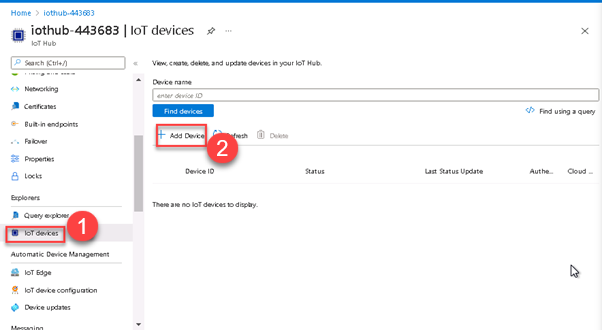 Home > iothub-443683
iothub-443683 | IoT devices
IoT Hub
Search (Ctrl+/)
Networking
Certificates
Built-in endpoints
Failover
Properties
Locks
Explorers
Query explorer
IoT devices
1
Automatic Device Management
IoT Edge
IoT device configuration
Device updates
Messaging
View, create, delete, and update devices in your IoT Hub.
Device name
enter device ID
Find devices
Find using a query
Add Device
Refresh
Delete
2
Device ID Status Last Status Update Authe... Cloud ...
There are no IoT devices to display.